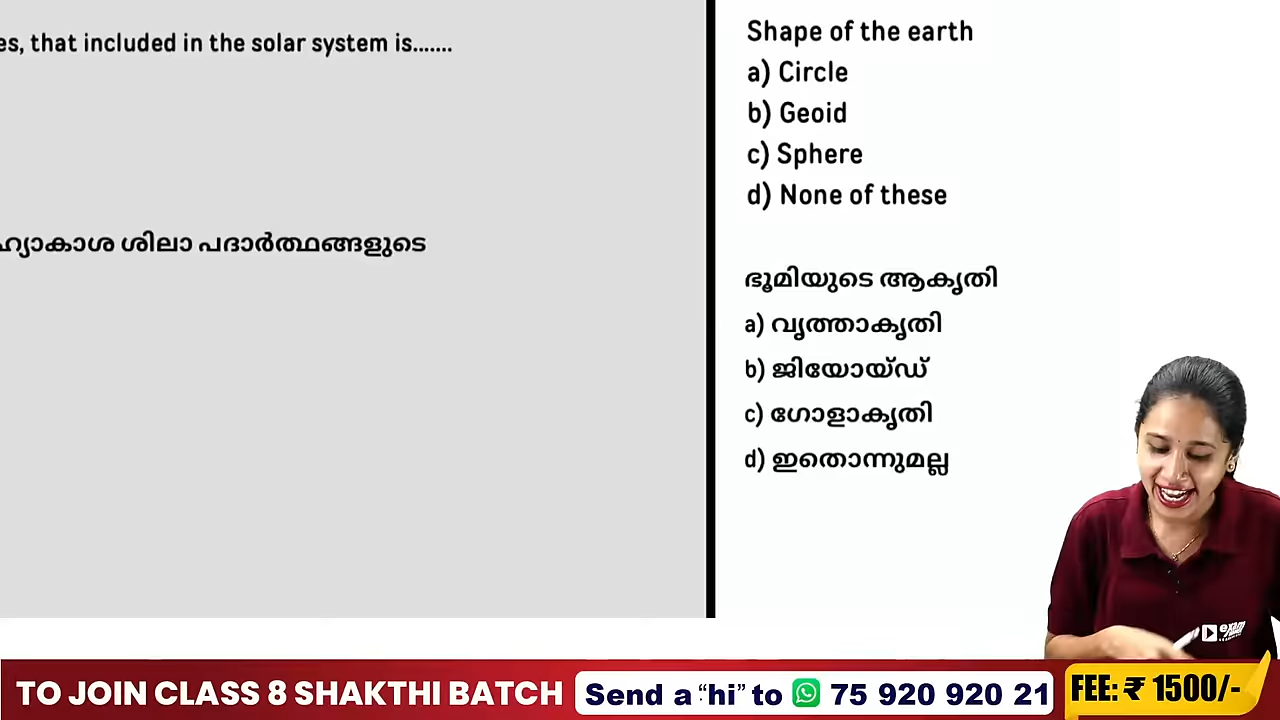 es, that included in the solar system is.......
ഹ്യാകാശ ശിലാ പദാർത്ഥങ്ങളുടെ
Shape of the earth
a) Circle
b) Geoid
c) Sphere
d) None of these
ഭൂമിയുടെ ആകൃതി
a) വൃത്താകൃതി
b) ജിയോയ്ഡ്
c) ഗോളാകൃതി
d) ഇതൊന്നുമല്ല
exam
TO JOIN CLASS 8 SHAKTHI BATCH Send a “hi” to 75 920 920 21 FEE: ₹ 1500/-